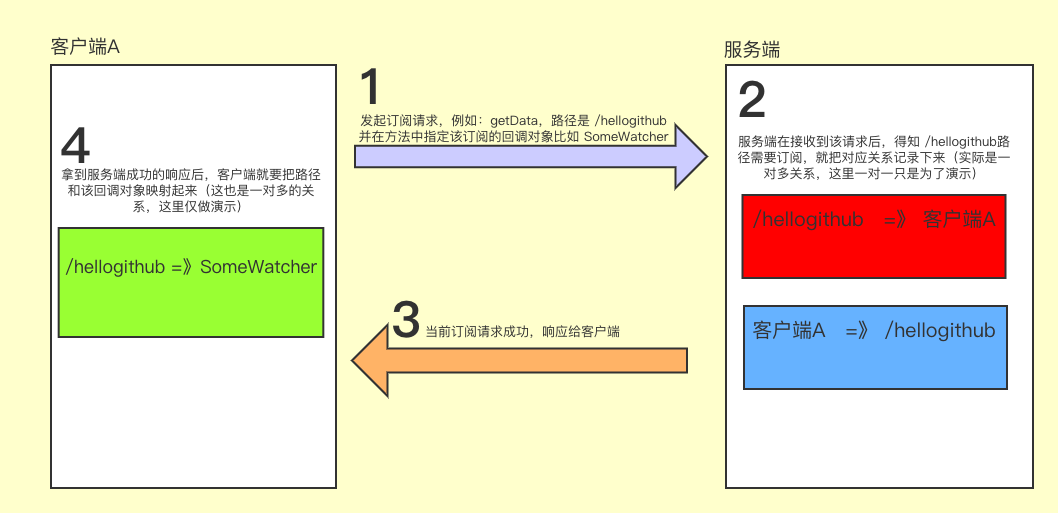 客户端A
服务端
1
发起订阅请求，例如：getData，路径是 /hellogithub
并在方法中指定该订阅的回调对象比如 SomeWatcher
2
服务端在接收到该请求后，得知 /hellogithub路
径需要订阅，就把对应关系记录下来（实际是一
对多关系，这里一对一只是为了演示）
/hellogithub =》 客户端A
客户端A =》 /hellogithub
3
当前订阅请求成功，响应给客户端
4
拿到服务端成功的响应后，客户端就要把路径
和该回调对象映射起来（这也是一对多的关
系，这里仅做演示）
/hellogithub =》SomeWatcher